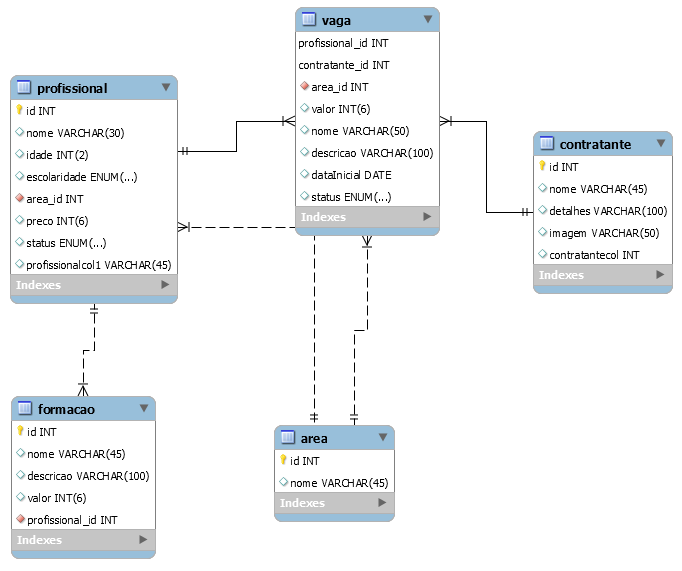 vaga
profissional_id INT
contratante_id INT
area_id INT
valor INT(6)
nome VARCHAR(50)
descricao VARCHAR(100)
dataInicial DATE
status ENUM(...)
Indexes
profissional
id INT
nome VARCHAR(30)
idade INT(2)
escolaridade ENUM(...)
area_id INT
preco INT(6)
status ENUM(...)
profissionalcol1 VARCHAR(45)
Indexes
contratante
id INT
nome VARCHAR(45)
detalhes VARCHAR(100)
imagem VARCHAR(50)
contratantecol INT
Indexes
formacao
id INT
nome VARCHAR(45)
descricao VARCHAR(100)
valor INT(6)
profissional_id INT
Indexes
area
id INT
nome VARCHAR(45)
Indexes